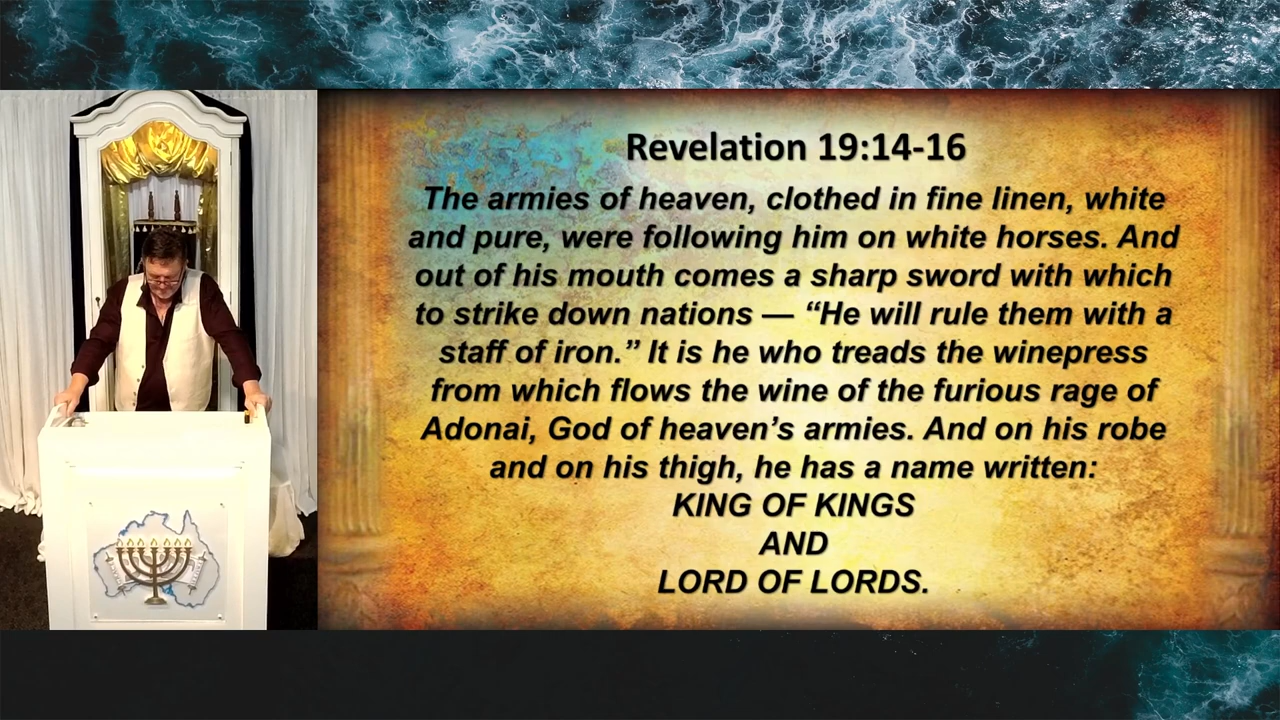 Revelation 19:14-16
The armies of heaven, clothed in fine linen, white
and pure, were following him on white horses. And
out of his mouth comes a sharp sword with which
to strike down nations — “He will rule them with a
staff of iron.” It is he who treads the winepress
from which flows the wine of the furious rage of
Adonai, God of heaven’s armies. And on his robe
and on his thigh, he has a name written:
KING OF KINGS
AND
LORD OF LORDS.